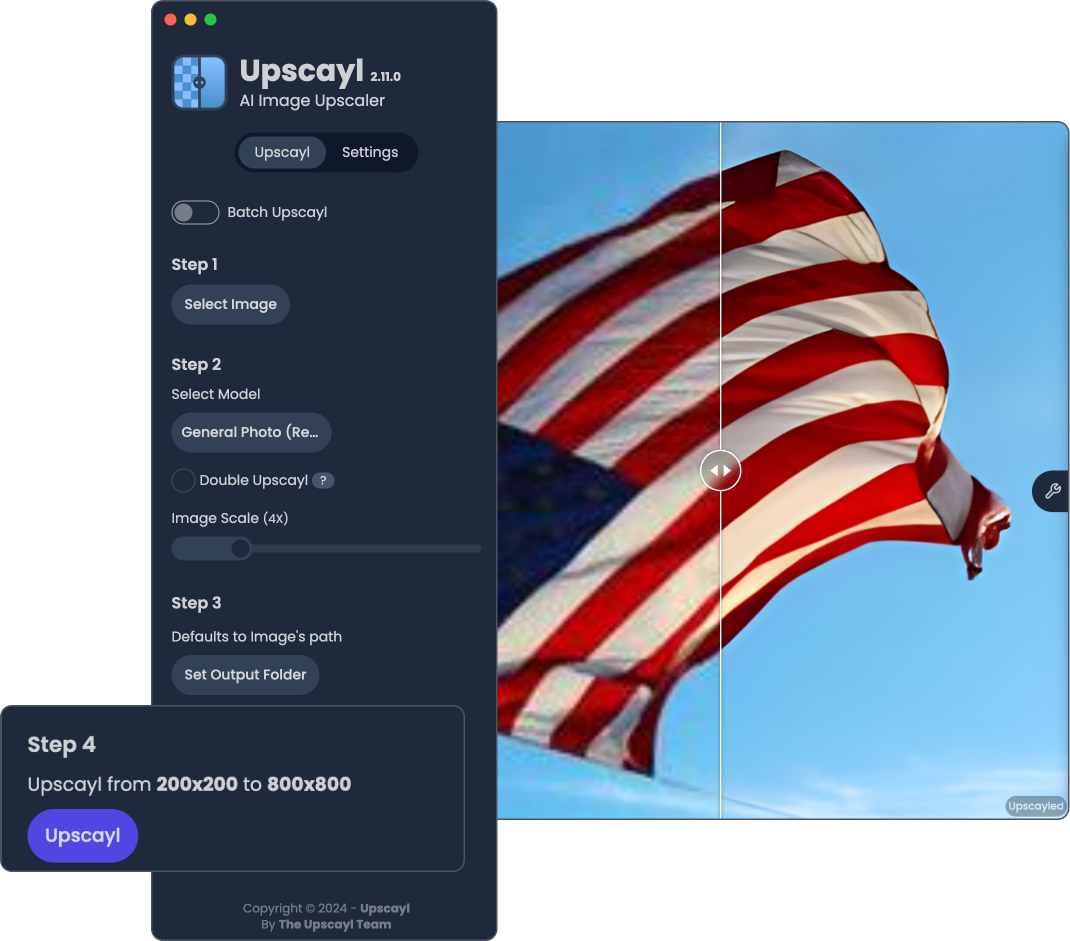 Upscayl 2.11.0
AI Image Upscaler
Upscayl Settings
Batch Upscayl
Step 1
Select Image
Step 2
Select Model
General Photo (Re...
Double Upscayl ?
Image Scale (4X)
Step 3
Defaults to Image's path
Set Output Folder
Step 4
Upscayl from 200x200 to 800x800
Upscayl
Copyright © 2024 - Upscayl
By The Upscayl Team
Upscayled